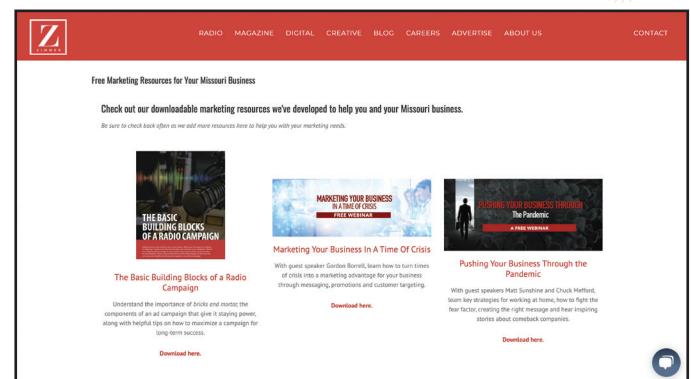 Z
ZIMMER
RADIO MAGAZINE DIGITAL CREATIVE BLOG CAREERS ADVERTISE ABOUT US CONTACT
Free Marketing Resources for Your Missouri Business
Check out our downloadable marketing resources we've developed to help you and your Missouri business.
Be sure to check back often as we add more resources here to help you with your marketing needs.
THE BASIC
BUILDING BLOCKS
OF A RADIO CAMPAIGN
The Basic Building Blocks of a Radio
Campaign
Understand the importance of bricks and mortar, the
components of an ad campaign that give it staying power,
along with helpful tips on how to maximize a campaign for
long-term success.
Download here.
MARKETING YOUR BUSINESS
IN A TIME OF CRISIS
FREE WEBINAR
Marketing Your Business In A Time Of Crisis
With guest speaker Gordon Borrell, learn how to turn times
of crisis into a marketing advantage for your business
through messaging, promotions and customer targeting.
Download here.
PUSHING YOUR BUSINESS THROUGH
The Pandemic
A FREE WEBINAR
Pushing Your Business Through the
Pandemic
With guest speakers Matt Sunshine and Chuck Mefford,
learn key strategies for working at home, how to fight the
fear factor, creating the right message and hear inspiring
stories about comeback companies.
Download here.